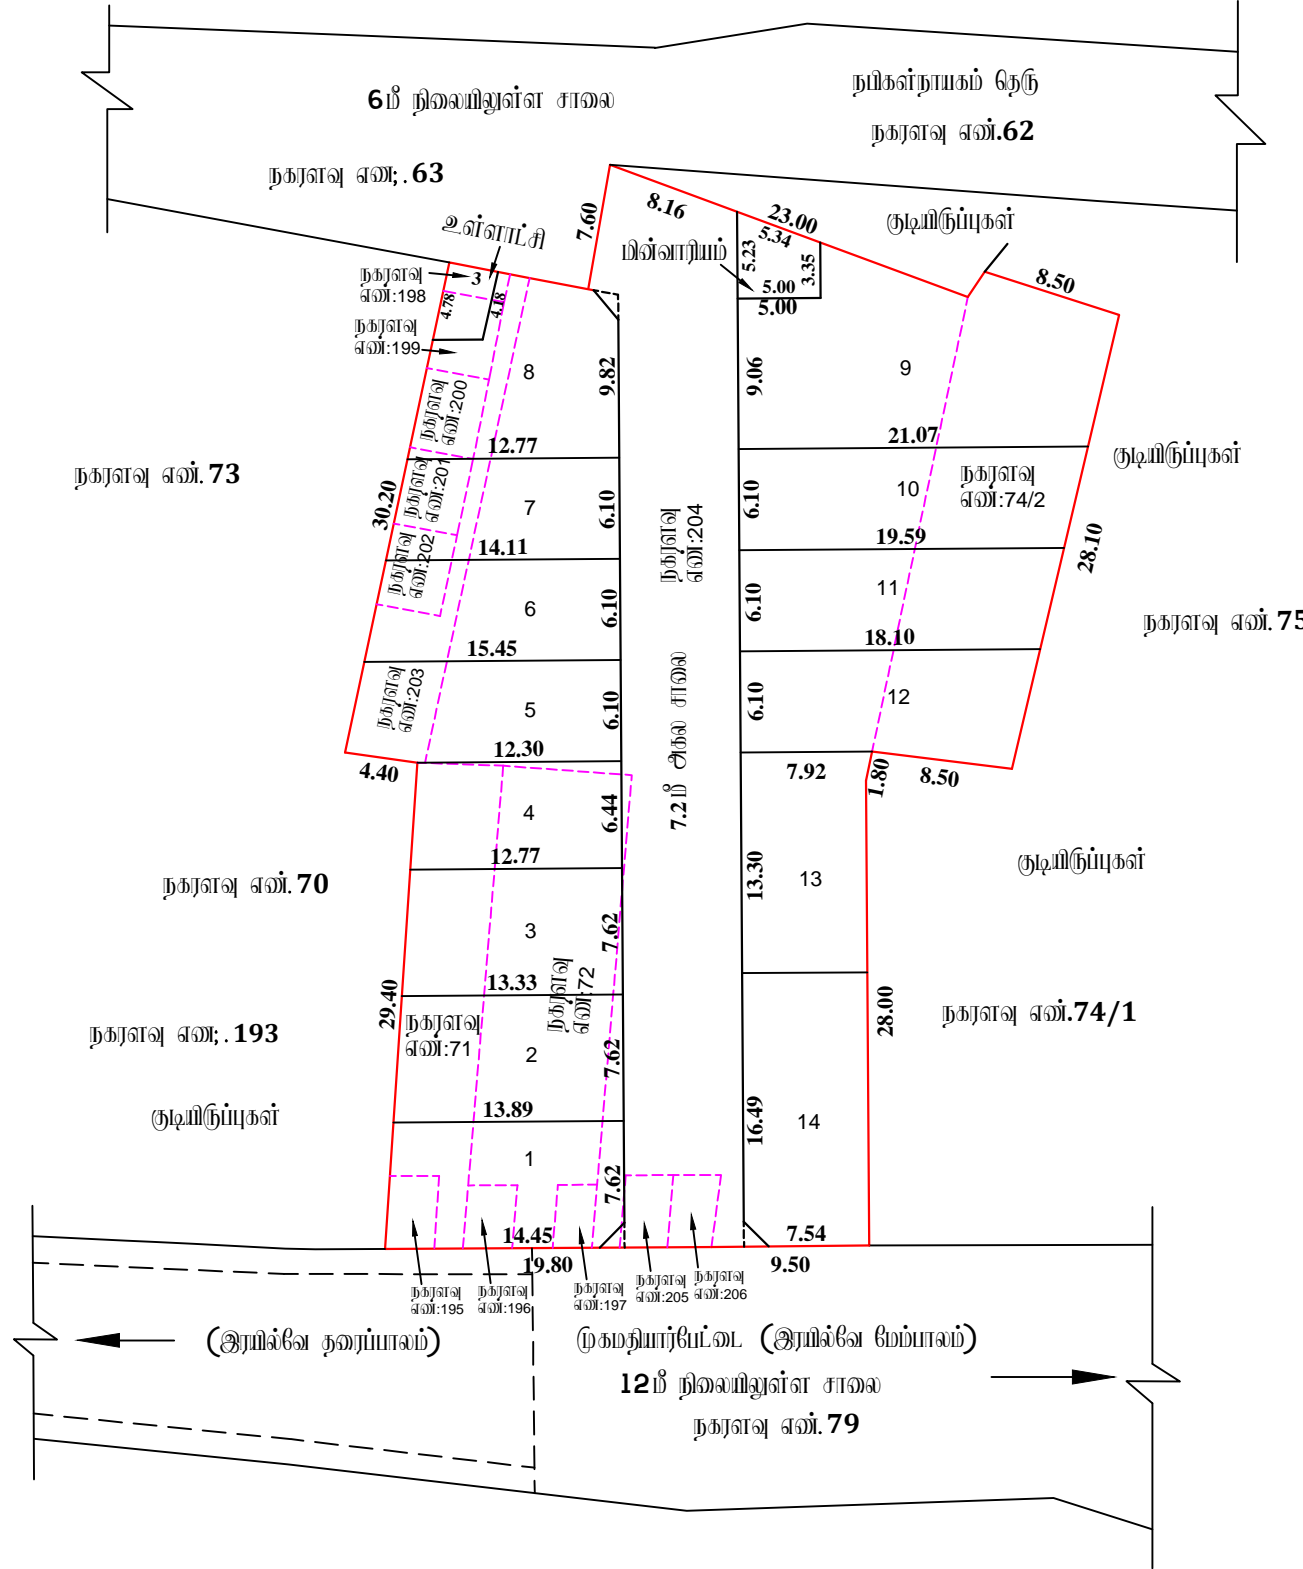 நபிகள்நாயகம் தெரு
6மீ நிலையிலுள்ள சாலை
நகரளவு எண்.62
நகரளவு எண;.63
உள்ளாட்சி
குடியிருப்புகள்
மின்வாரியம்
7.60
8.16
23.00
5.34
5.23
3.35
5.00
5.00
8.50
நகரளவு
எண்:198
3
4.78
4.18
நகரளவு
எண்:199
8
9.82
9.06
9
நகரளவு
எண்:200
12.77
21.07
குடியிருப்புகள்
நகரளவு எண்.73
நகரளவு
எண்:201
நகரளவு
எண்:74/2
30.20
7
6.10
நகரளவு
எண்:204
6.10
10
14.11
19.59
28.10
நகரளவு
எண்:202
6
6.10
6.10
11
நகரளவு எண்.75
15.45
18.10
நகரளவு
எண்:203
5
6.10
7.2மீ அகல சாலை
6.10
12
12.30
4.40
7.92
1.80
8.50
4
6.44
12.77
13.30
13
குடியிருப்புகள்
நகரளவு எண்.70
3
7.62
நகரளவு
எண்:72
13.33
29.40
நகரளவு
எண்:71
28.00
நகரளவு எண்.74/1
நகரளவு எண;.193
2
7.62
குடியிருப்புகள்
13.89
16.49
14
1
7.62
14.45
7.54
19.80
9.50
நகரளவு
எண்:195
நகரளவு
எண்:196
நகரளவு
எண்:197
நகரளவு
எண்:205
நகரளவு
எண்:206
(இரயில்வே தரைப்பாலம்)
முகமதியார்பேட்டை (இரயில்வே மேம்பாலம்)
12மீ நிலையிலுள்ள சாலை
நகரளவு எண்.79